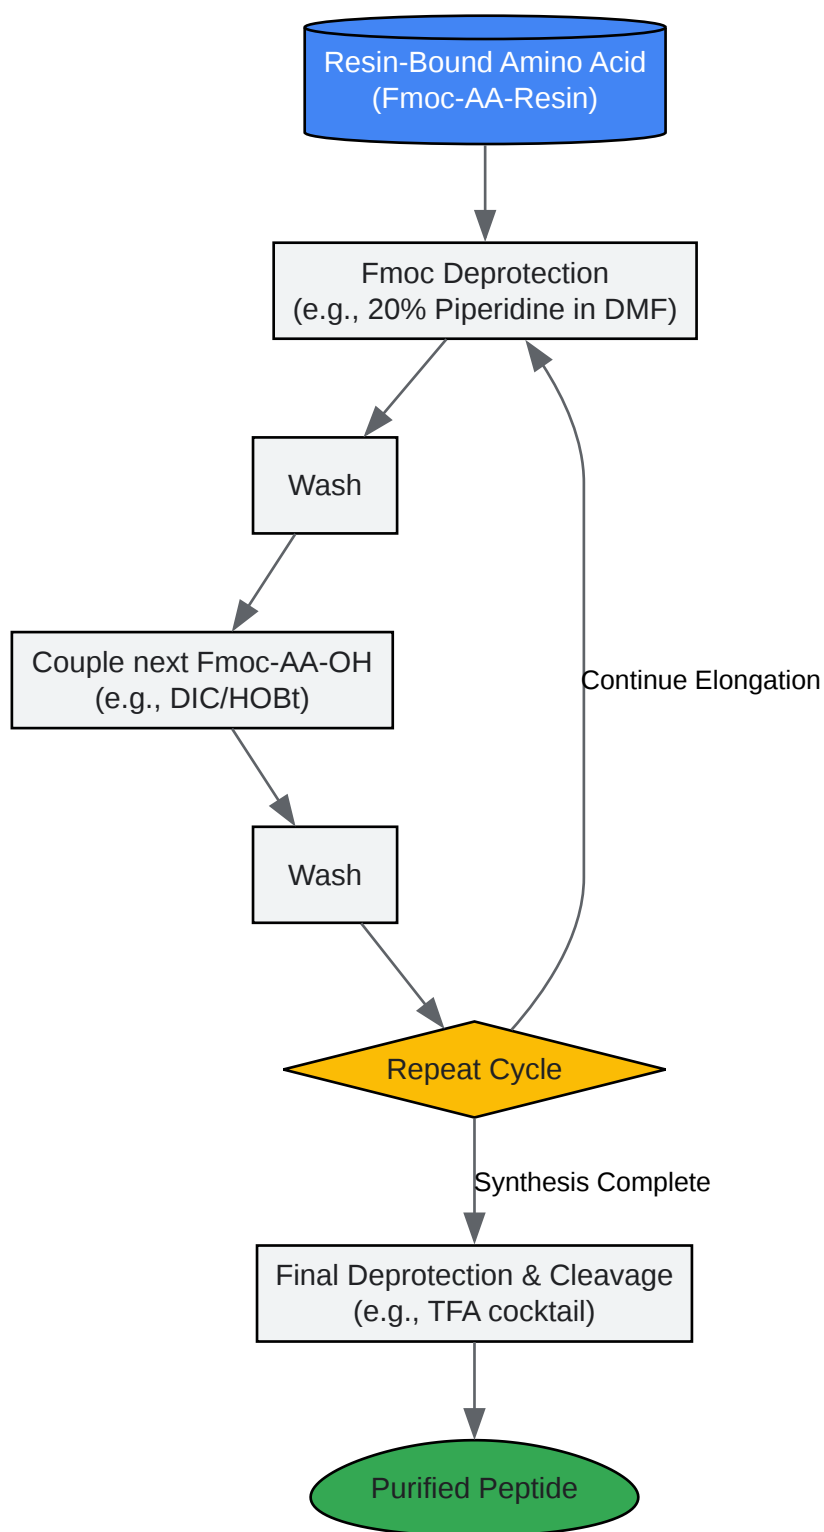 Resin-Bound Amino Acid
(Fmoc-AA-Resin)
Fmoc Deprotection
(e.g., 20% Piperidine in DMF)
Wash
Couple next Fmoc-AA-OH
(e.g., DIC/HOBt)
Continue Elongation
Wash
Repeat Cycle
Synthesis Complete
Final Deprotection & Cleavage
(e.g., TFA cocktail)
Purified Peptide